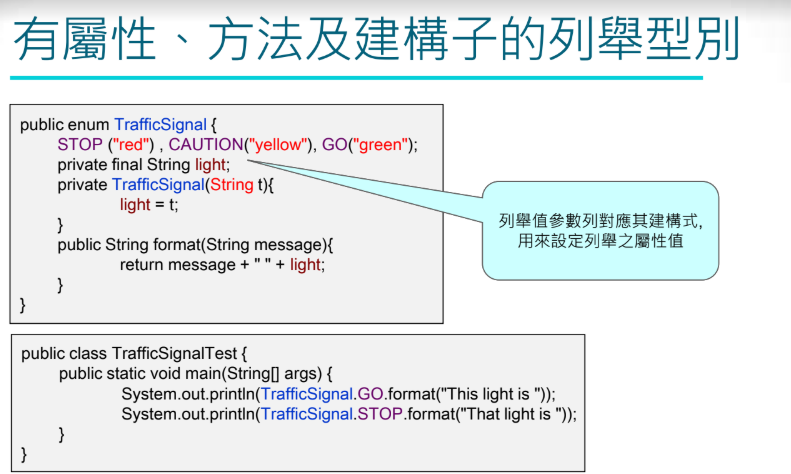 有屬性、方法及建構子的列舉型別
public enum TrafficSignal {
STOP ("red") , CAUTION("yellow"), GO("green");
private final String light;
private TrafficSignal(String t){
light = t;
}
public String format(String message){
return message + " " + light;
}
}
列舉值參數列對應其建構式,
用來設定列舉之屬性值
public class TrafficSignalTest {
public static void main(String[] args) {
System.out.println(TrafficSignal.GO.format("This light is "));
System.out.println(TrafficSignal.STOP.format("That light is "));
}
}